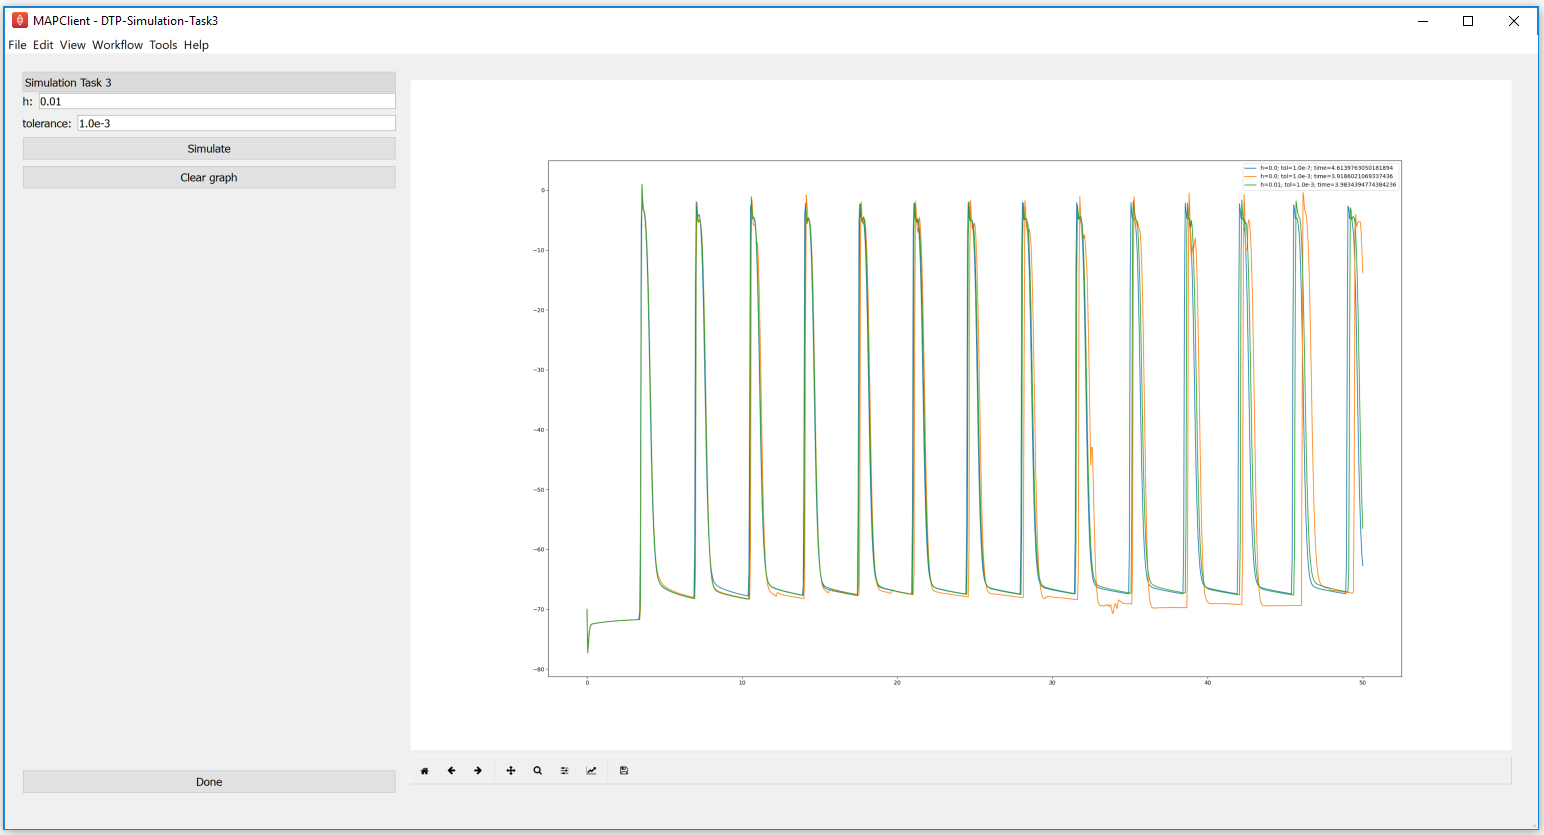 MAPClient - DTP-Simulation-Task3
File Edit View Workflow Tools Help
Simulation Task 3
h: 0.01
tolerance: 1.0e-3
Simulate
Clear graph
Done
h=0.0; tol=1.0e-7; time=4.6139763050181894
h=0.0; tol=1.0e-3; time=3.9186021069337436
h=0.01; tol=1.0e-3; time=3.9834394774384236
0
−10
−20
−30
−40
−50
−60
−70
−80
0 10 20 30 40 50